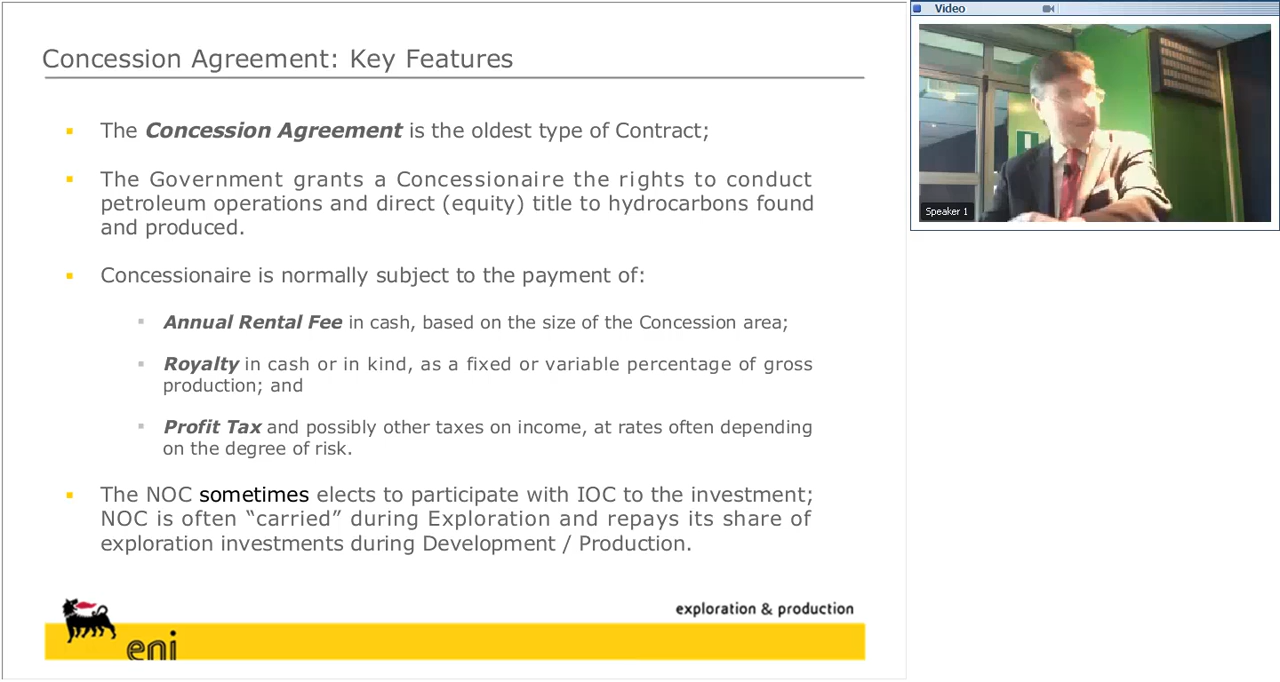 Concession Agreement: Key Features
The Concession Agreement is the oldest type of Contract;
The Government grants a Concessionaire the rights to conduct
petroleum operations and direct (equity) title to hydrocarbons found
and produced.
Concessionaire is normally subject to the payment of:
Annual Rental Fee in cash, based on the size of the Concession area;
Royalty in cash or in kind, as a fixed or variable percentage of gross
production; and
Profit Tax and possibly other taxes on income, at rates often depending
on the degree of risk.
The NOC sometimes elects to participate with IOC to the investment;
NOC is often “carried” during Exploration and repays its share of
exploration investments during Development / Production.
exploration & production
eni
Video
Speaker 1